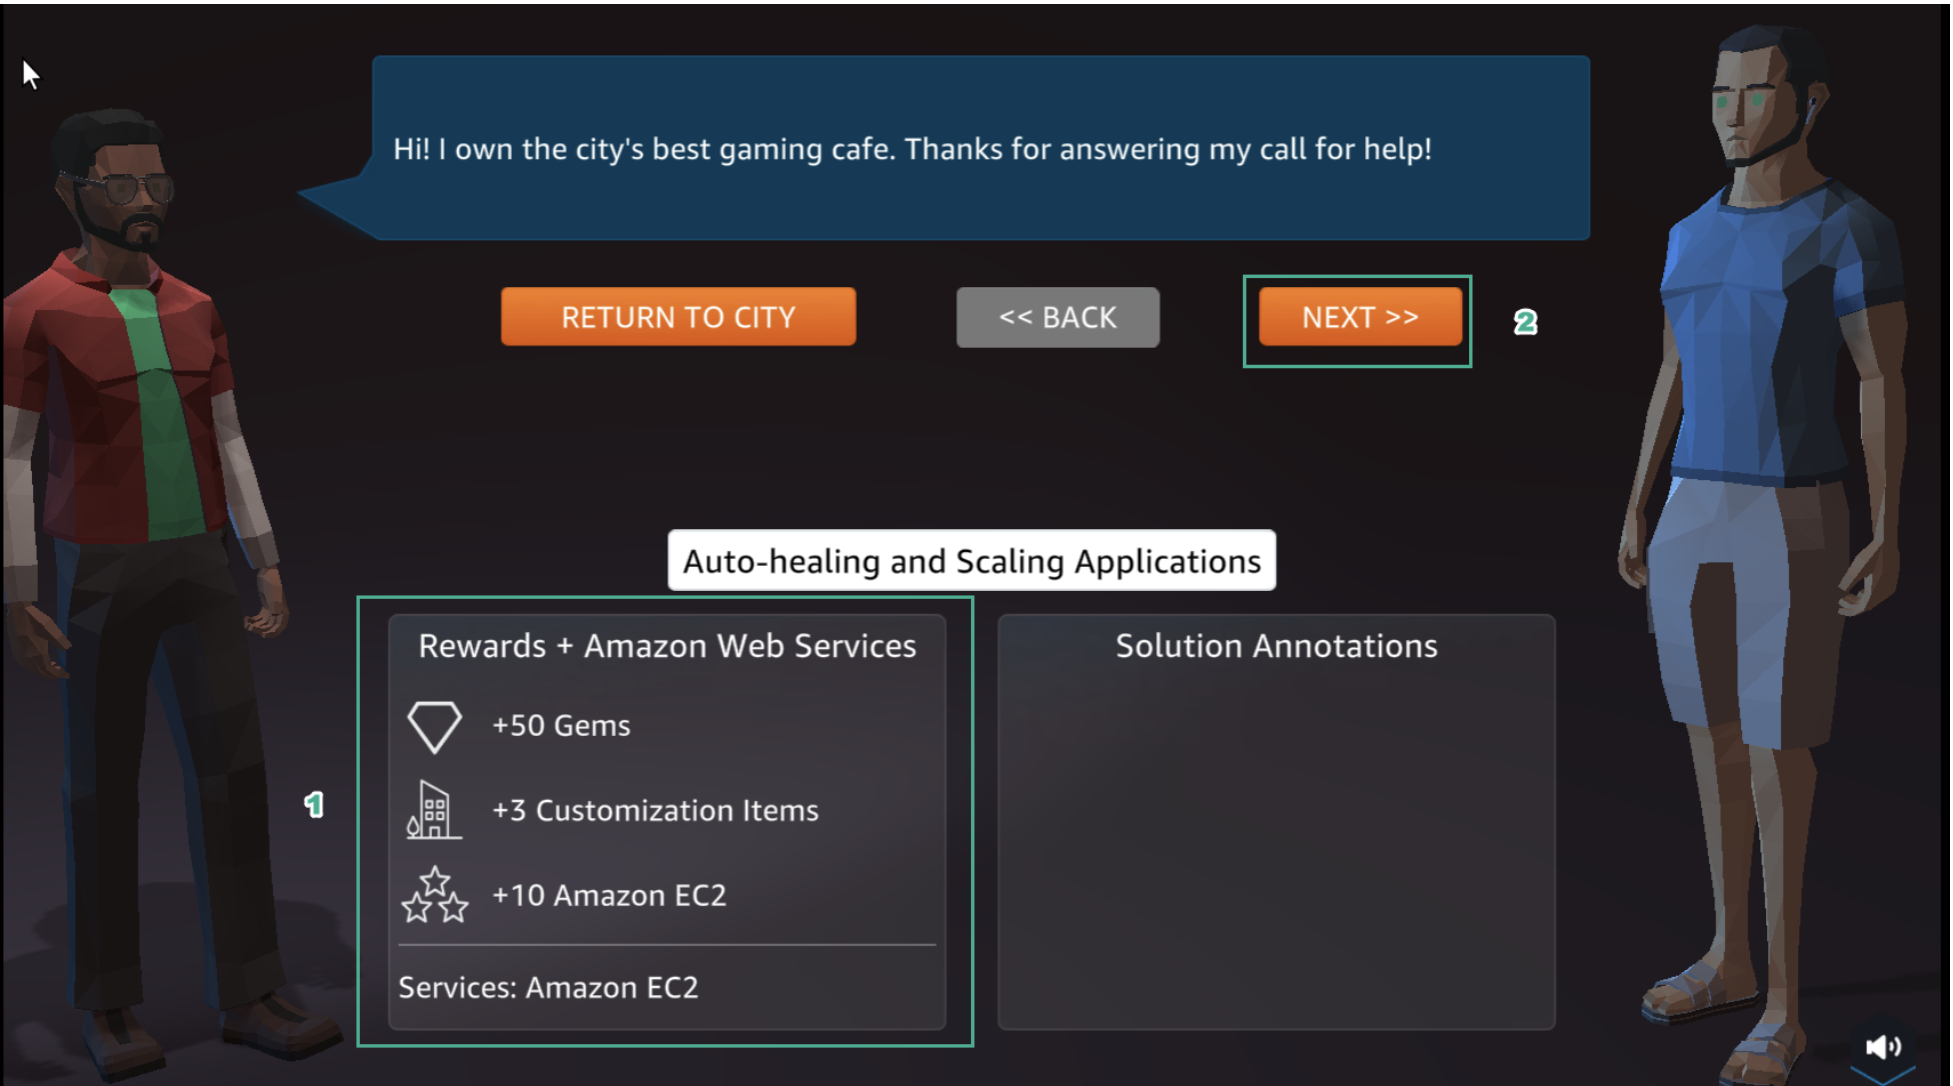 Hi! I own the city's best gaming cafe. Thanks for answering my call for help!
RETURN TO CITY
<< BACK
NEXT >>
2
Auto-healing and Scaling Applications
Rewards + Amazon Web Services
+50 Gems
1
+3 Customization Items
+10 Amazon EC2
Services: Amazon EC2
Solution Annotations